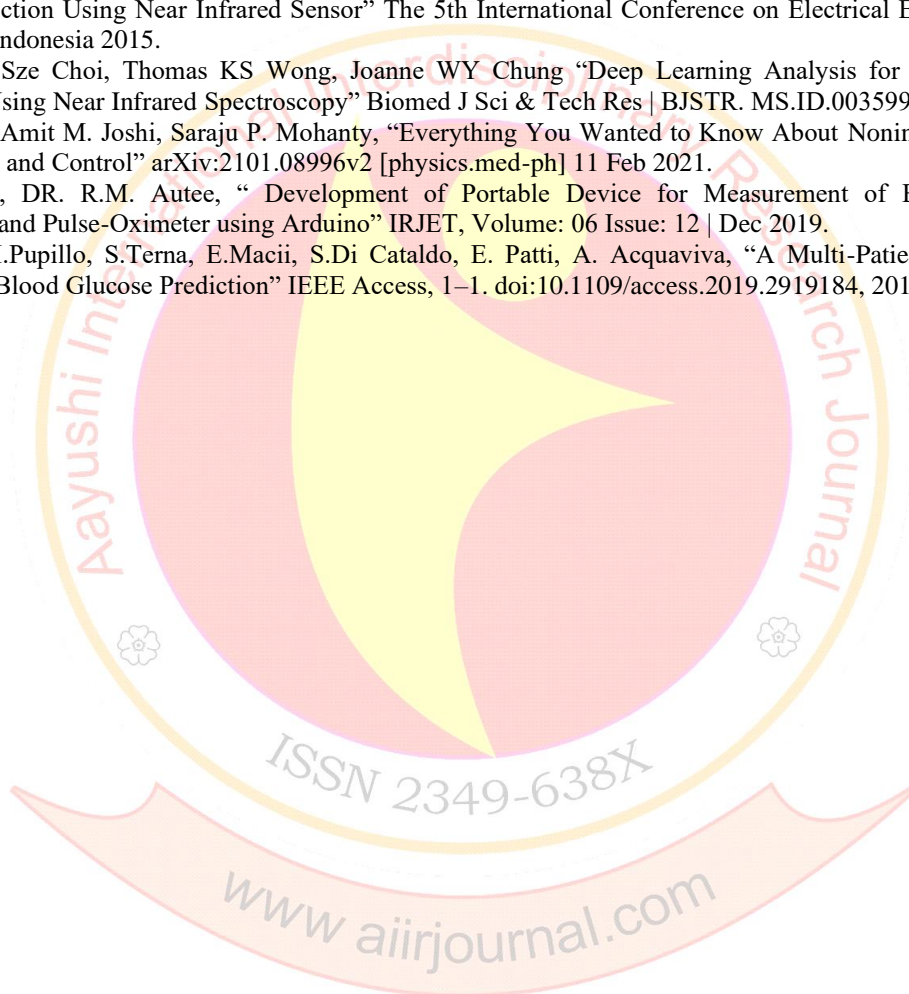 ction Using Near Infrared Sensor” The 5th International Conference on Electrical E
ndonesia 2015.
Sze Choi, Thomas KS Wong, Joanne WY Chung “Deep Learning Analysis for
Using Near Infrared Spectroscopy” Biomed J Sci & Tech Res | BJSTR. MS.ID.003599
Amit M. Joshi, Saraju P. Mohanty, “Everything You Wanted to Know About Nonin
and Control” arXiv:2101.08996v2 [physics.med-ph] 11 Feb 2021.
, DR. R.M. Autee, “ Development of Portable Device for Measurement of
and Pulse-Oximeter using Arduino” IRJET, Volume: 06 Issue: 12 | Dec 2019.
.Pupillo, S.Terna, E.Macii, S.Di Cataldo, E. Patti, A. Acquaviva, “A Multi-Patie
Blood Glucose Prediction” IEEE Access, 1–1. doi:10.1109/access.2019.2919184, 201
Aayushi International Interdisciplinary Research Journal
ISSN 2349-638X
www aiirjournal.com